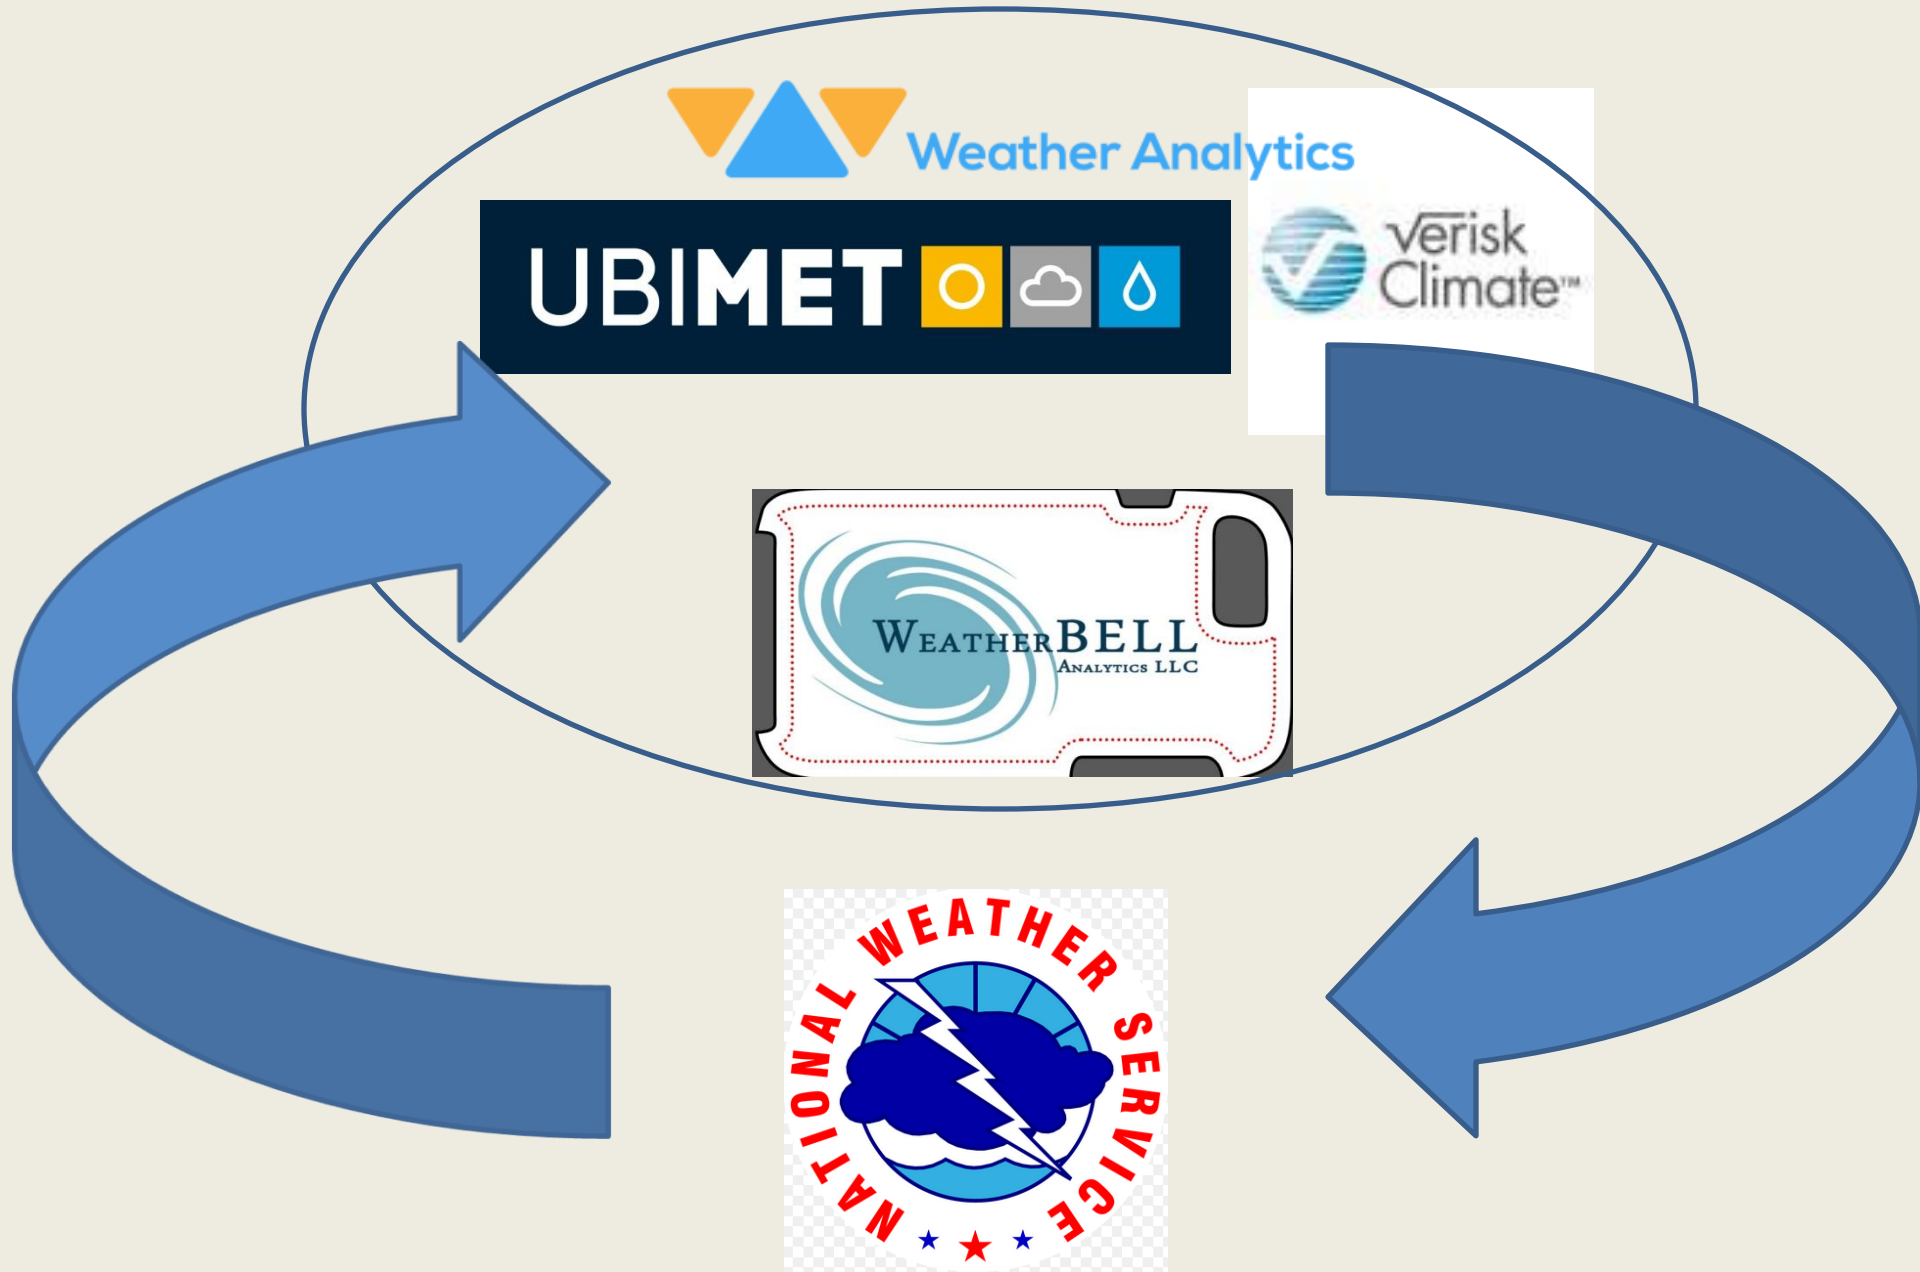 Weather Analytics
UBIMET
Verisk
Climate™
WEATHERBELL
ANALYTICS LLC
NATIONAL WEATHER SERVICE